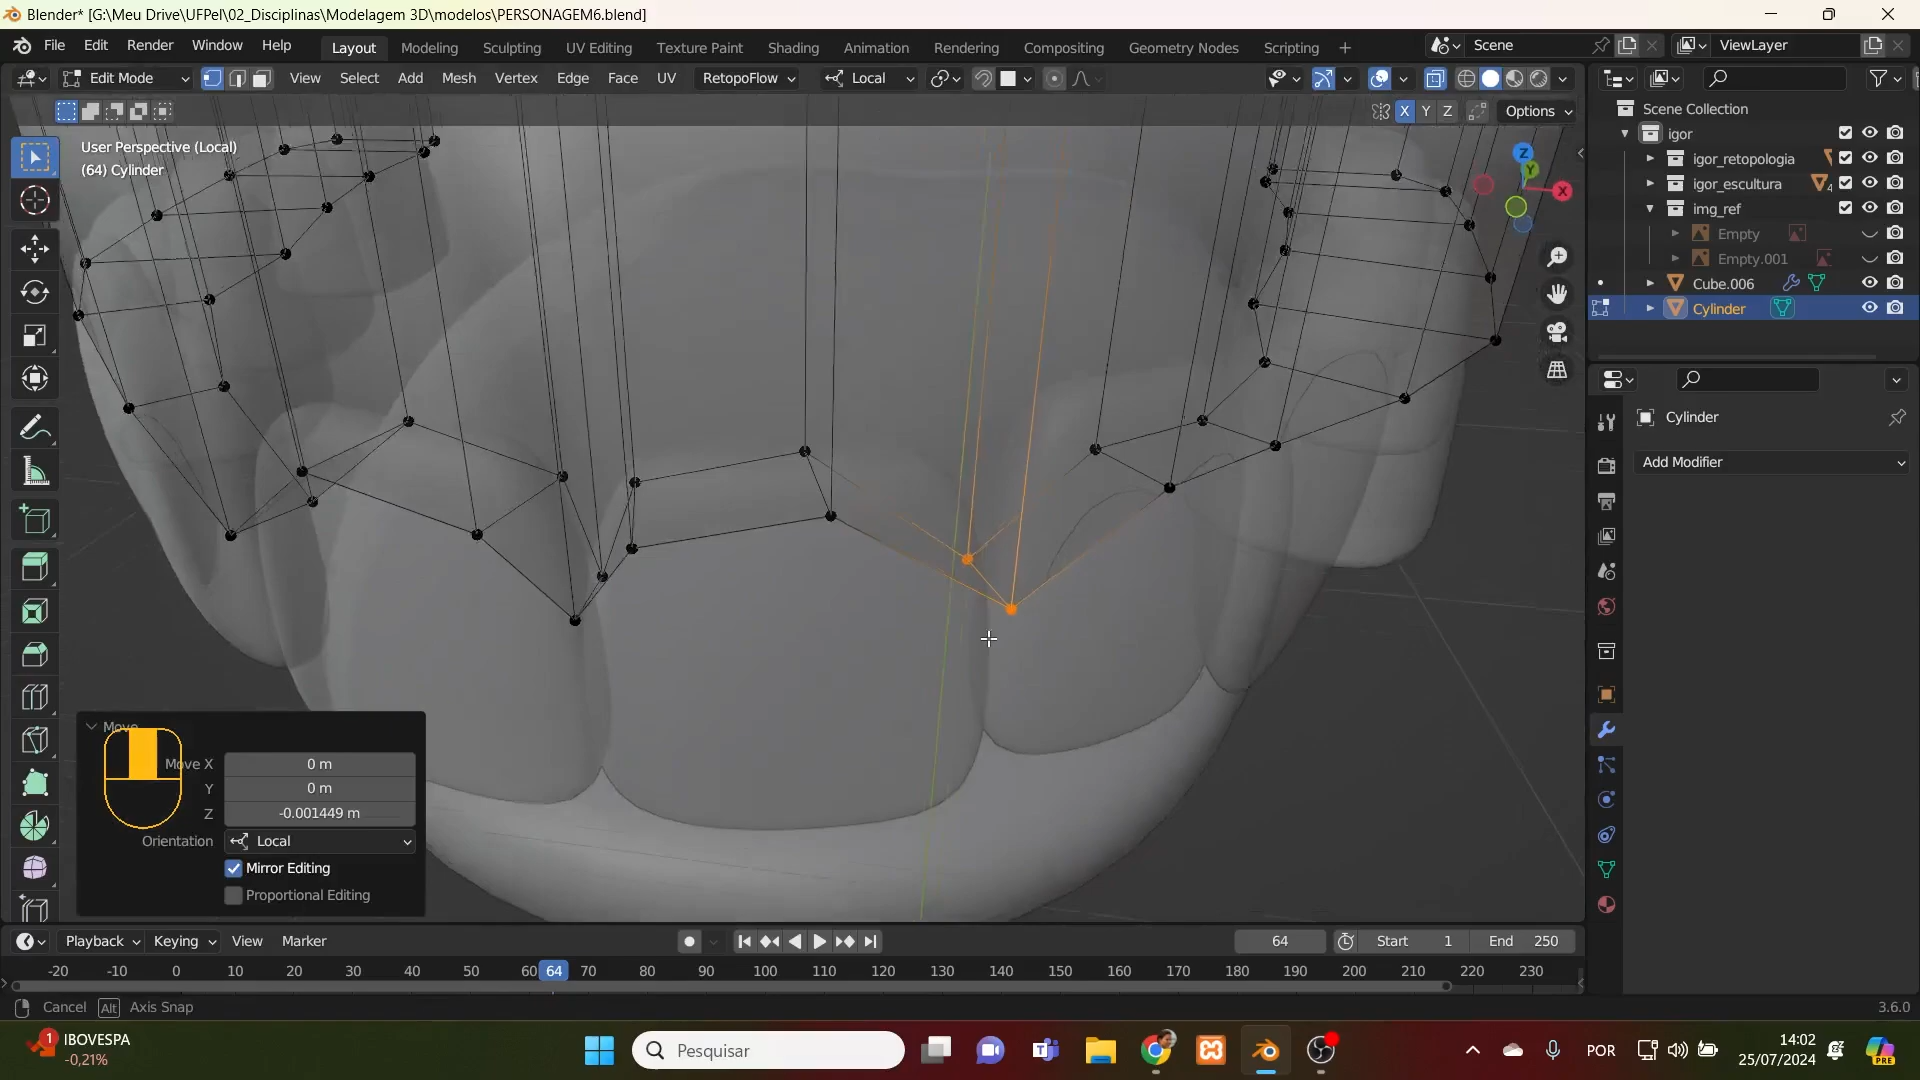 Blender* [G:\Meu Drive\UFPel\02_Disciplinas\Modelagem 3D\modelos\PERSONAGEM6.blend]
File Edit Render Window Help Layout Modeling Sculpting UV Editing Texture Paint Shading Animation Rendering Compositing Geometry Nodes Scripting + Scene ViewLayer
Edit Mode View Select Add Mesh Vertex Edge Face UV RetopoFlow Local
X Y Z Options
User Perspective (Local)
(64) Cylinder
Z
Y
X
Scene Collection
igor
igor_retopologia
igor_escultura 4
img_ref
Empty
Empty.001
Cube.006
Cylinder
Cylinder
Add Modifier
Move
Move X 0 m
Y 0 m
Z -0.001449 m
Orientation Local
Mirror Editing
Proportional Editing
Playback Keying View Marker 64 Start 1 End 250
-20 -10 0 10 20 30 40 50 60 64 70 80 90 100 110 120 130 140 150 160 170 180 190 200 210 220 230
Cancel Alt Axis Snap 3.6.0
1 IBOVESPA
-0,21%
Pesquisar
POR
14:02
25/07/2024
PRE